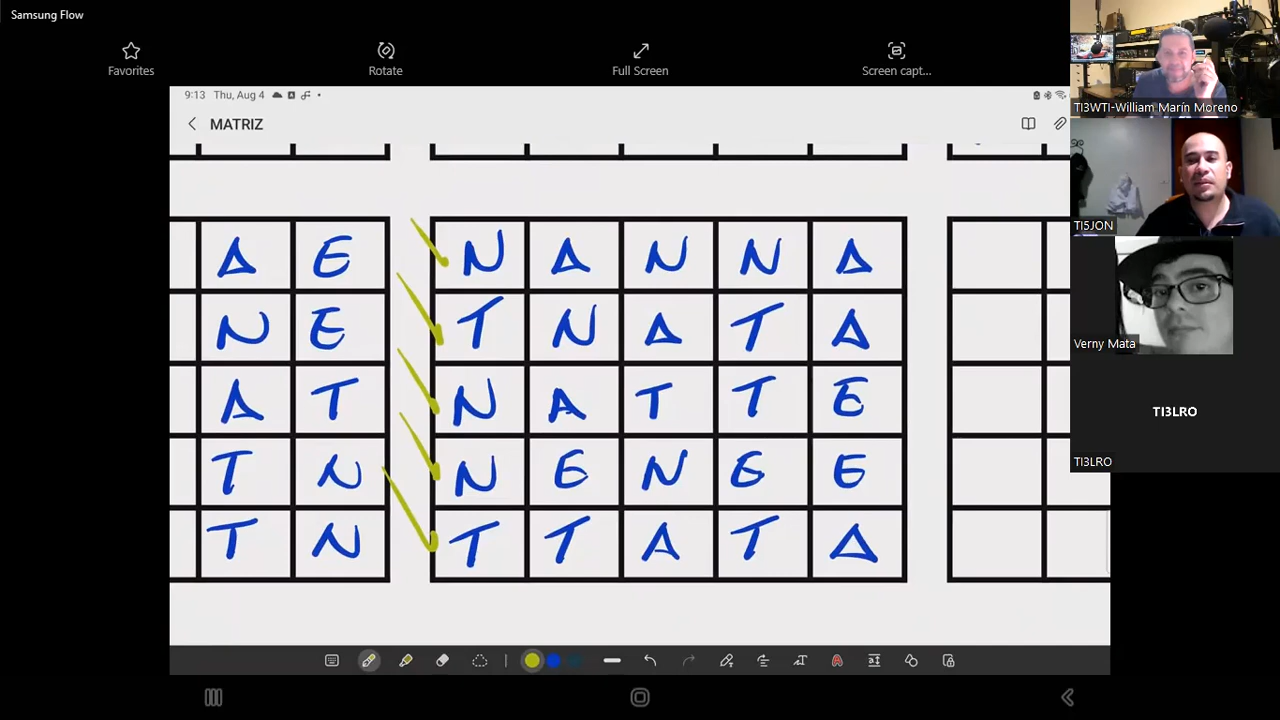 Samsung Flow
Favorites
Rotate
Full Screen
Screen capt...
9:13 Thu, Aug 4
MATRIZ
A E N A N N A
N E T N A T A
A T N A T T E
T N N E N E E
T N T T A T A
TI3WTI-William Marín Moreno
TI5JON
Verny Mata
TI3LRO
TI3LRO